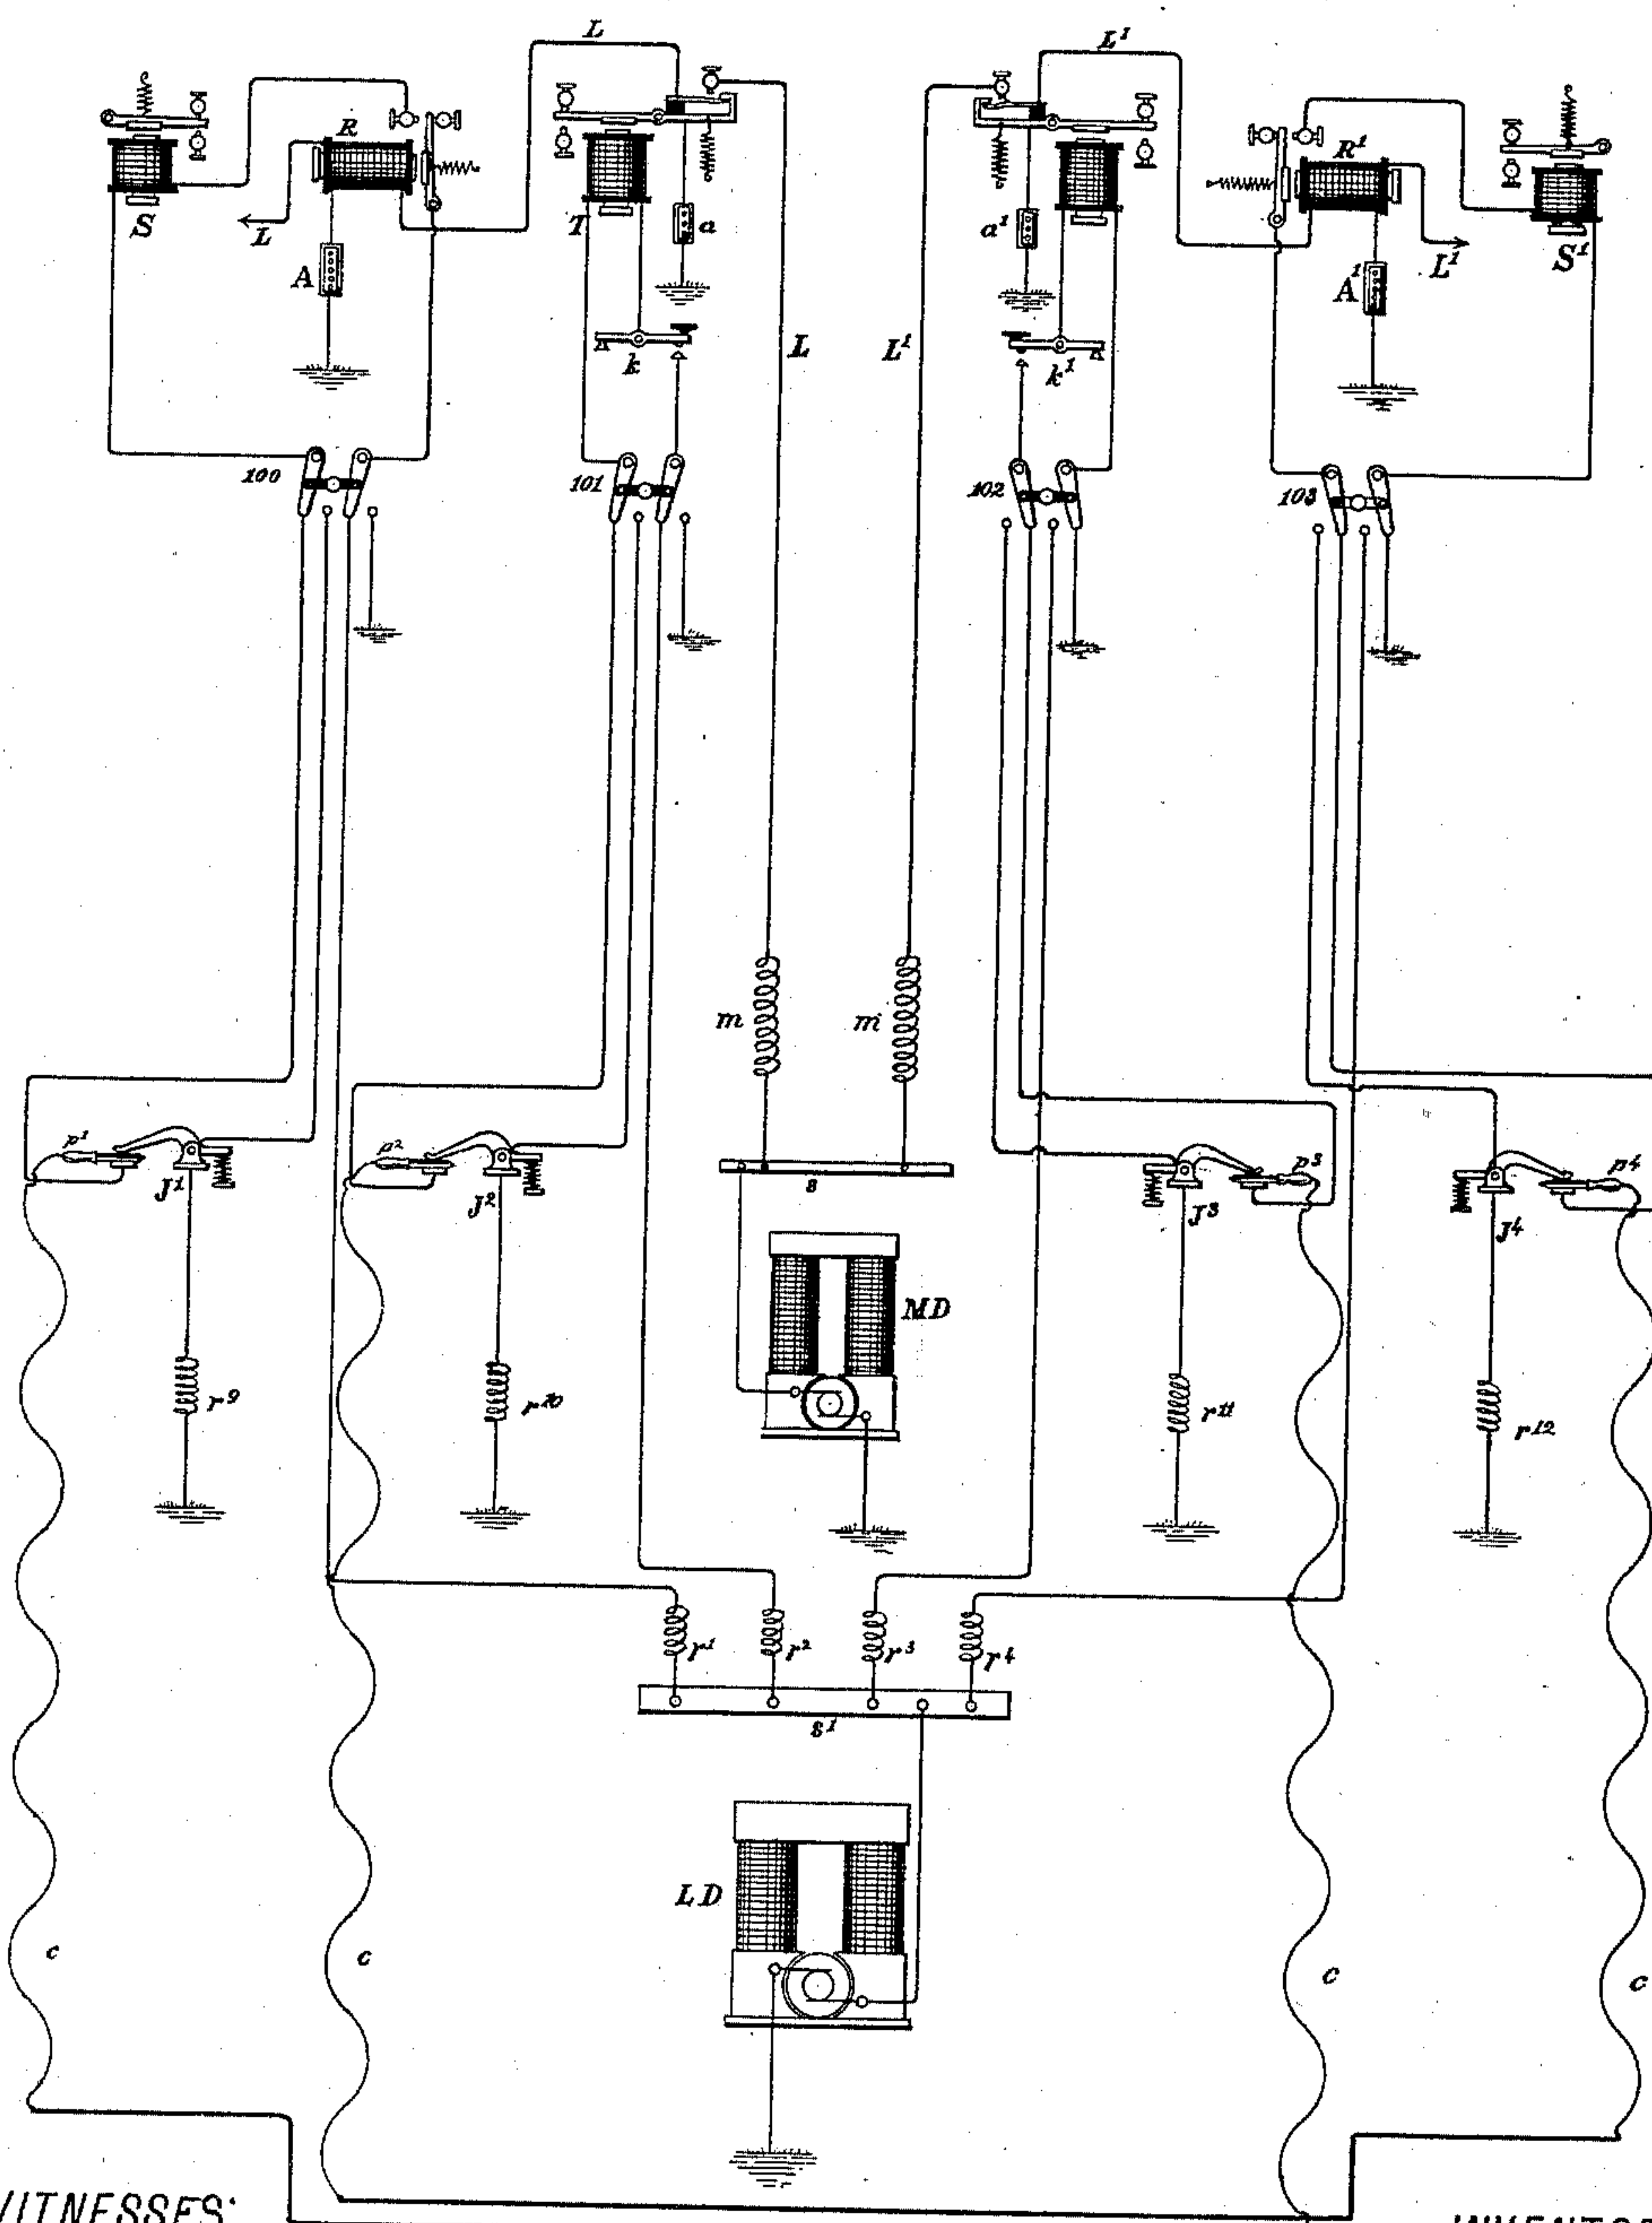 L
L¹
S
R
L
A
T
a
k
L
L¹
a¹
k¹
R¹
L¹
A¹
S¹
100
101
102
103
m
m
p¹
J¹
p²
J²
s
p³
J³
p⁴
J⁴
MD
r⁹
r¹⁰
r¹¹
r¹²
r¹
r²
r³
r⁴
s¹
LD
c
c
c
c
WITNESSES: